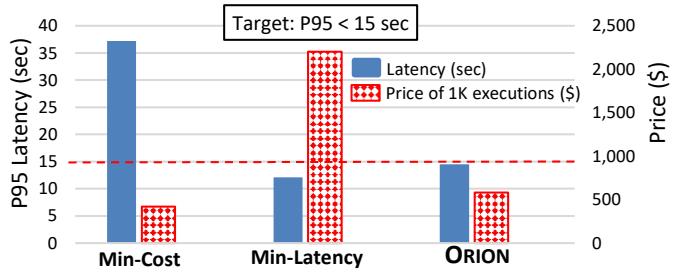 Target: P95 < 15 sec
P95 Latency (sec)
40
35
30
25
20
15
10
5
0
Latency (sec)
Price of 1K executions ($)
2,500
2,000
1,500
1,000
500
0
Price ($)
Min-Cost
Min-Latency
ORION